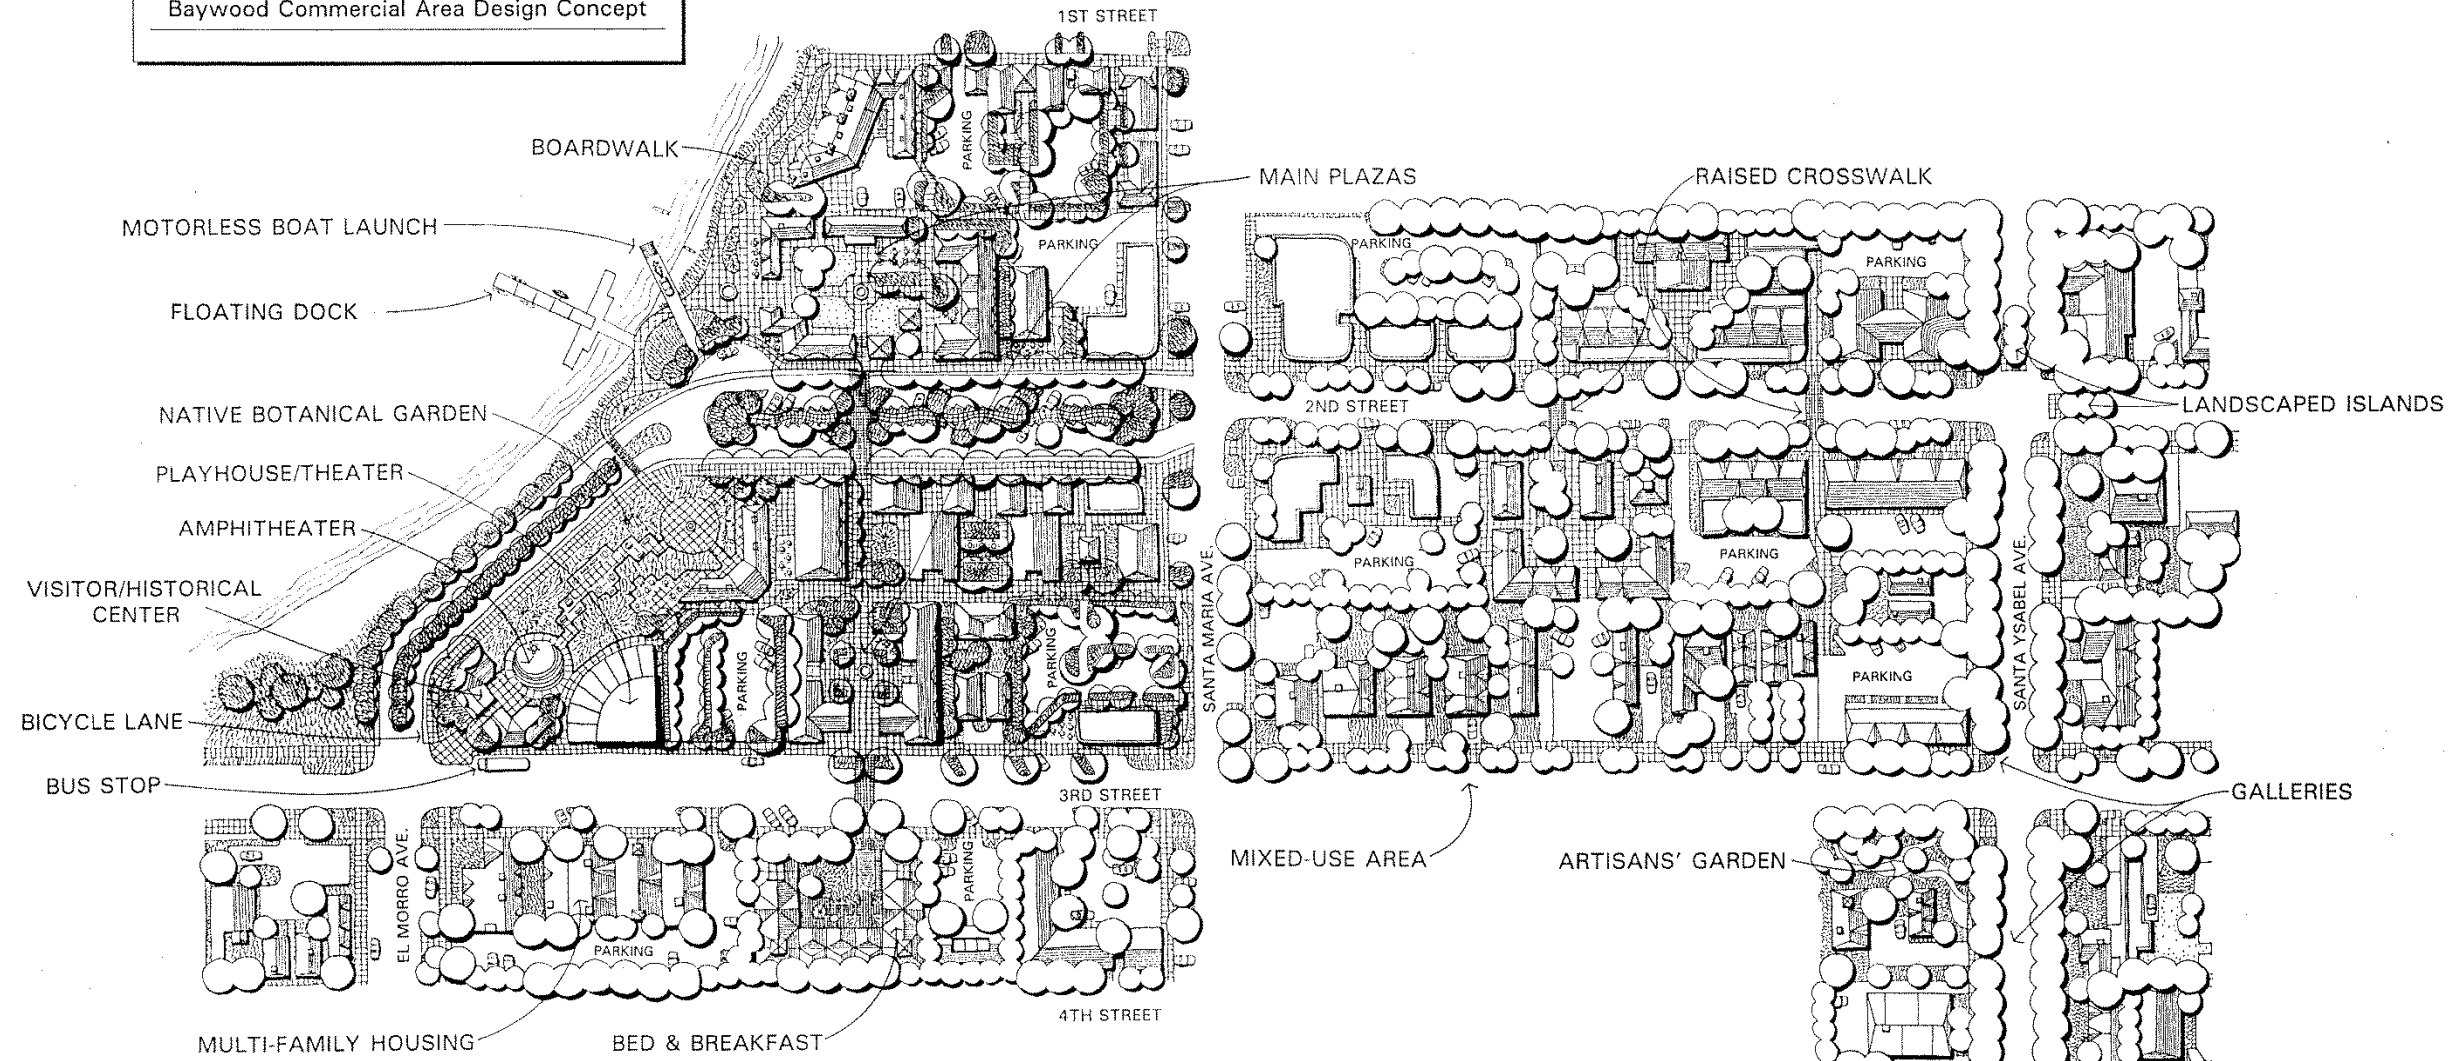 Baywood Commercial Area Design Concept
1ST STREET
BOARDWALK
PARKING
MAIN PLAZAS
RAISED CROSSWALK
MOTORLESS BOAT LAUNCH
PARKING
PARKING
PARKING
FLOATING DOCK
NATIVE BOTANICAL GARDEN
2ND STREET
LANDSCAPED ISLANDS
PLAYHOUSE/THEATER
AMPHITHEATER
PARKING
PARKING
SANTA MARIA AVE.
SANTA YSABEL AVE.
VISITOR/HISTORICAL
CENTER
PARKING
PARKING
PARKING
BICYCLE LANE
BUS STOP
3RD STREET
GALLERIES
EL MORRO AVE.
PARKING
MIXED-USE AREA
ARTISANS' GARDEN
PARKING
4TH STREET
MULTI-FAMILY HOUSING
BED & BREAKFAST